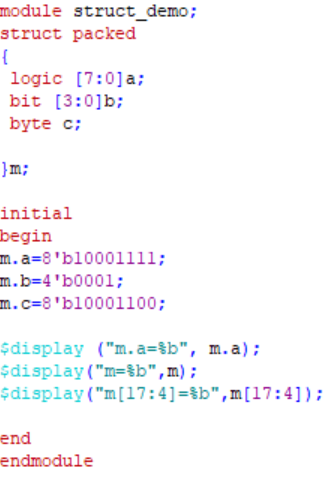 module struct_demo;
struct packed
{
logic [7:0]a;
bit [3:0]b;
byte c;
}m;
initial
begin
m.a=8'b10001111;
m.b=4'b0001;
m.c=8'b10001100;
$display ("m.a=%b", m.a);
$display("m=%b",m);
$display("m[17:4]=%b",m[17:4]);
end
endmodule